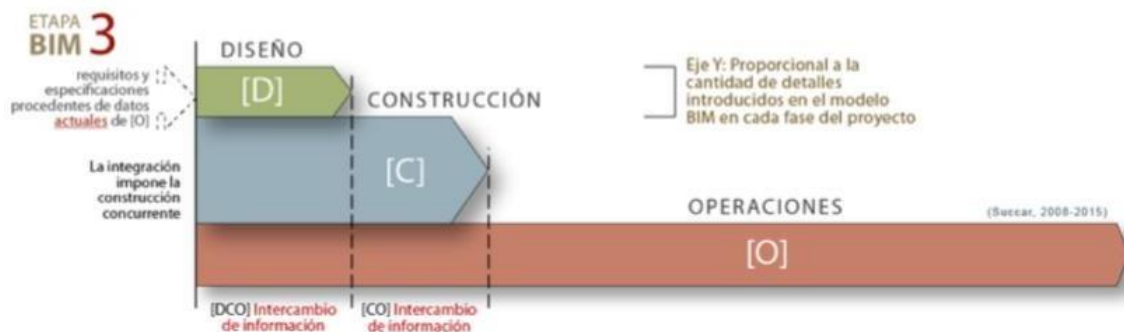 ETAPA
BIM 3
requisitos y
especificaciones
procedentes de datos
actuales de [O]
La integración
impone la
construcción
concurrente
DISEÑO
[D]
CONSTRUCCIÓN
[C]
Eje Y: Proporcional a la
cantidad de detalles
introducidos en el modelo
BIM en cada fase del proyecto
OPERACIONES
(Succar, 2008-2015)
[O]
[DCO] Intercambio
de información
[CO] Intercambio
de información